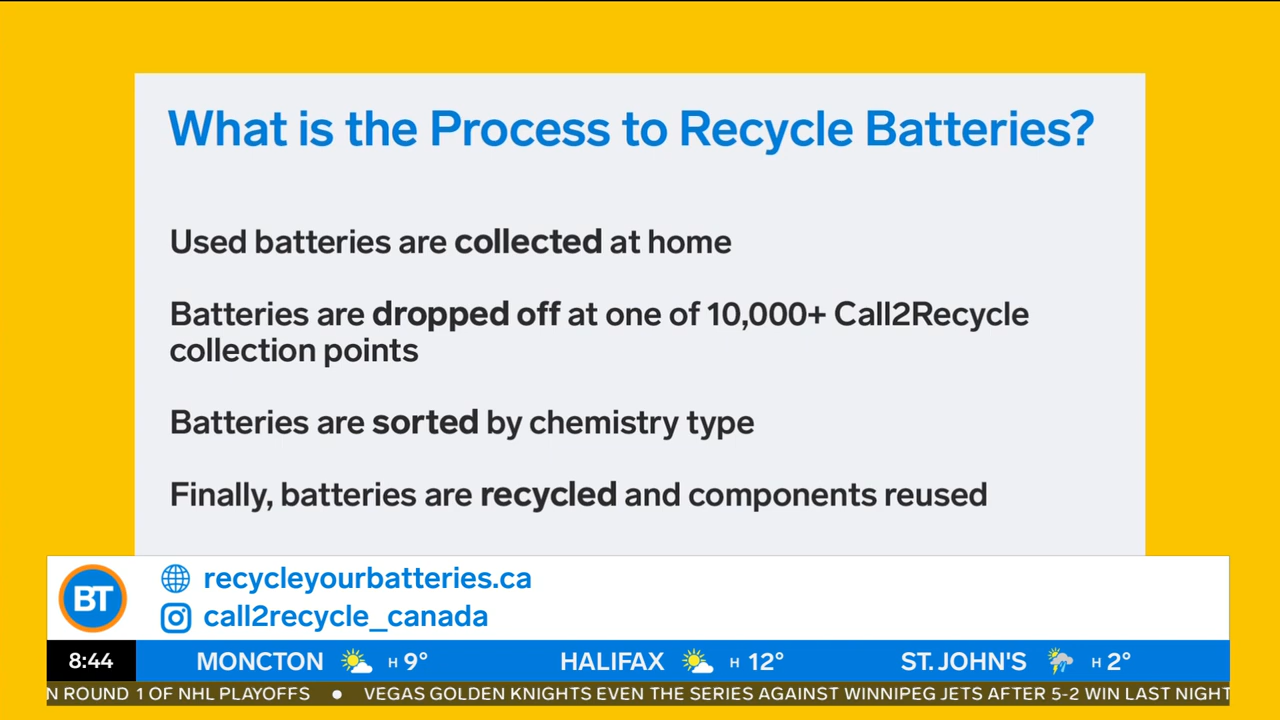 What is the Process to Recycle Batteries?
Used batteries are collected at home
Batteries are dropped off at one of 10,000+ Call2Recycle
collection points
Batteries are sorted by chemistry type
Finally, batteries are recycled and components reused
BT
recycleyourbatteries.ca
call2recycle_canada
8:44 MONCTON H 9° HALIFAX H 12° ST. JOHN'S H 2°
N ROUND 1 OF NHL PLAYOFFS ● VEGAS GOLDEN KNIGHTS EVEN THE SERIES AGAINST WINNIPEG JETS AFTER 5-2 WIN LAST NIGHT